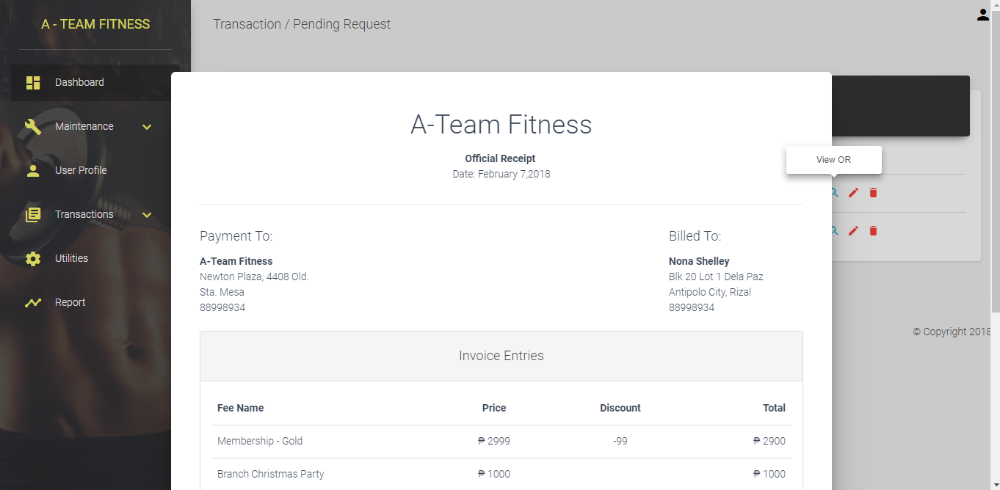 A - TEAM FITNESS
Dashboard
Maintenance
User Profile
Transactions
Utilities
Report
Transaction / Pending Request
View OR
© Copyright 2018
A-Team Fitness
Official Receipt
Date: February 7,2018
Payment To:
A-Team Fitness
Newton Plaza, 4408 Old.
Sta. Mesa
88998934
Billed To:
Nona Shelley
Blk 20 Lot 1 Dela Paz
Antipolo City, Rizal
88998934
Invoice Entries
Fee Name Price Discount Total
Membership - Gold ₱ 2999 -99 ₱ 2900
Branch Christmas Party ₱ 1000 ₱ 1000